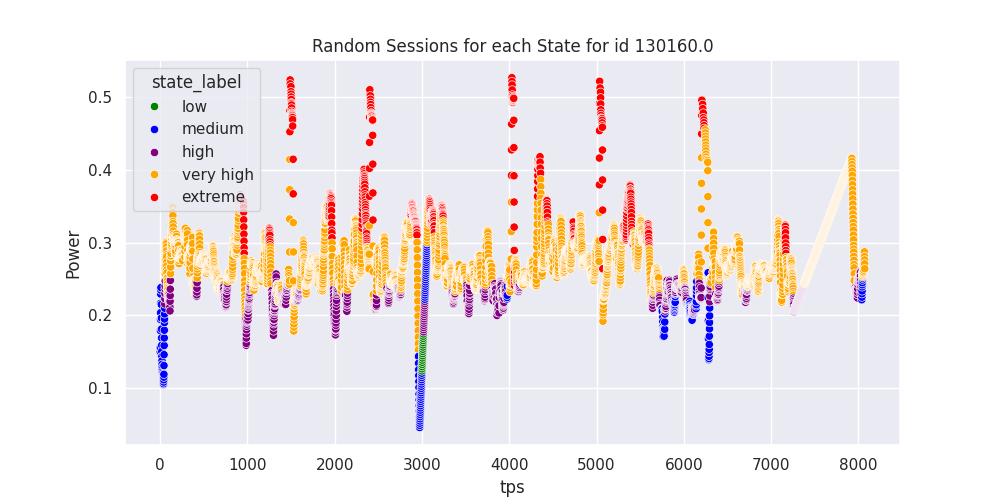 Random Sessions for each State for id 130160.0
state_label
low
medium
high
very high
extreme
0.5
0.4
0.3
0.2
0.1
Power
0 1000 2000 3000 4000 5000 6000 7000 8000
tps